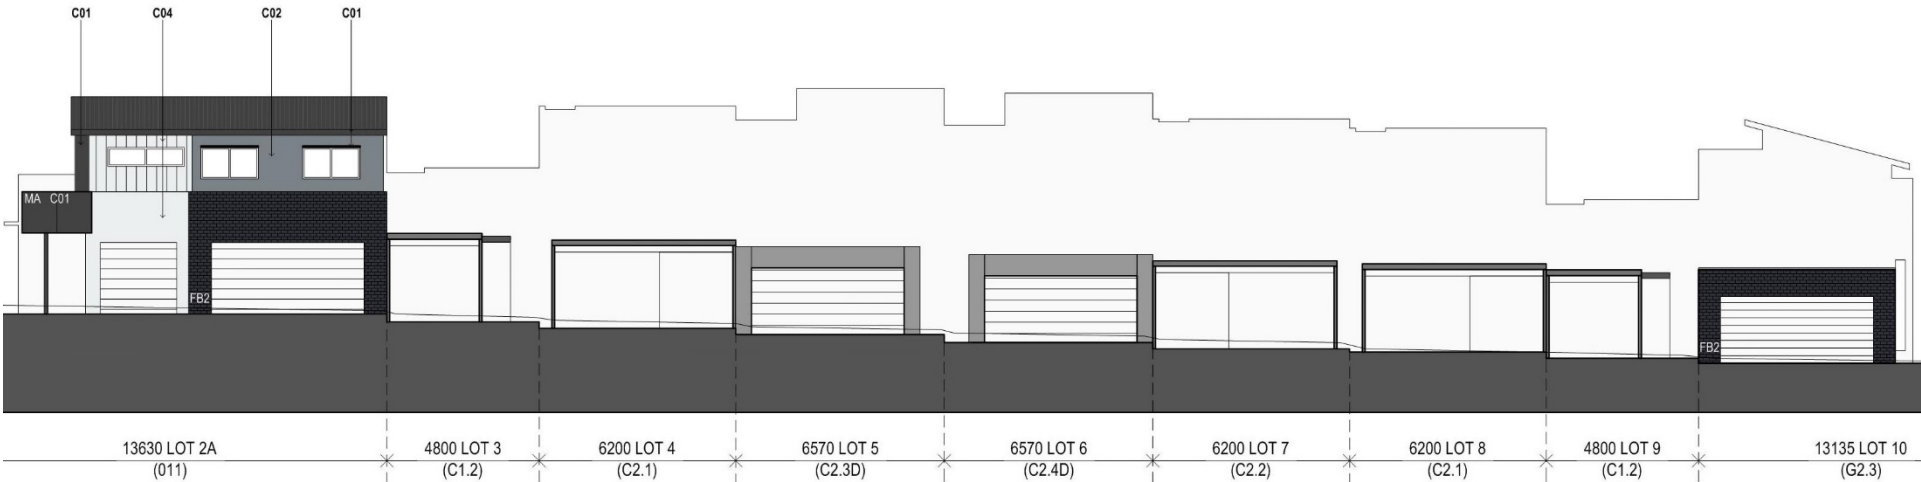 C01 C04 C02 C01
MA C01
FB2
FB2
13630 LOT 2A
(011)
4800 LOT 3
(C1.2)
6200 LOT 4
(C2.1)
6570 LOT 5
(C2.3D)
6570 LOT 6
(C2.4D)
6200 LOT 7
(C2.2)
6200 LOT 8
(C2.1)
4800 LOT 9
(C1.2)
13135 LOT 10
(G2.3)